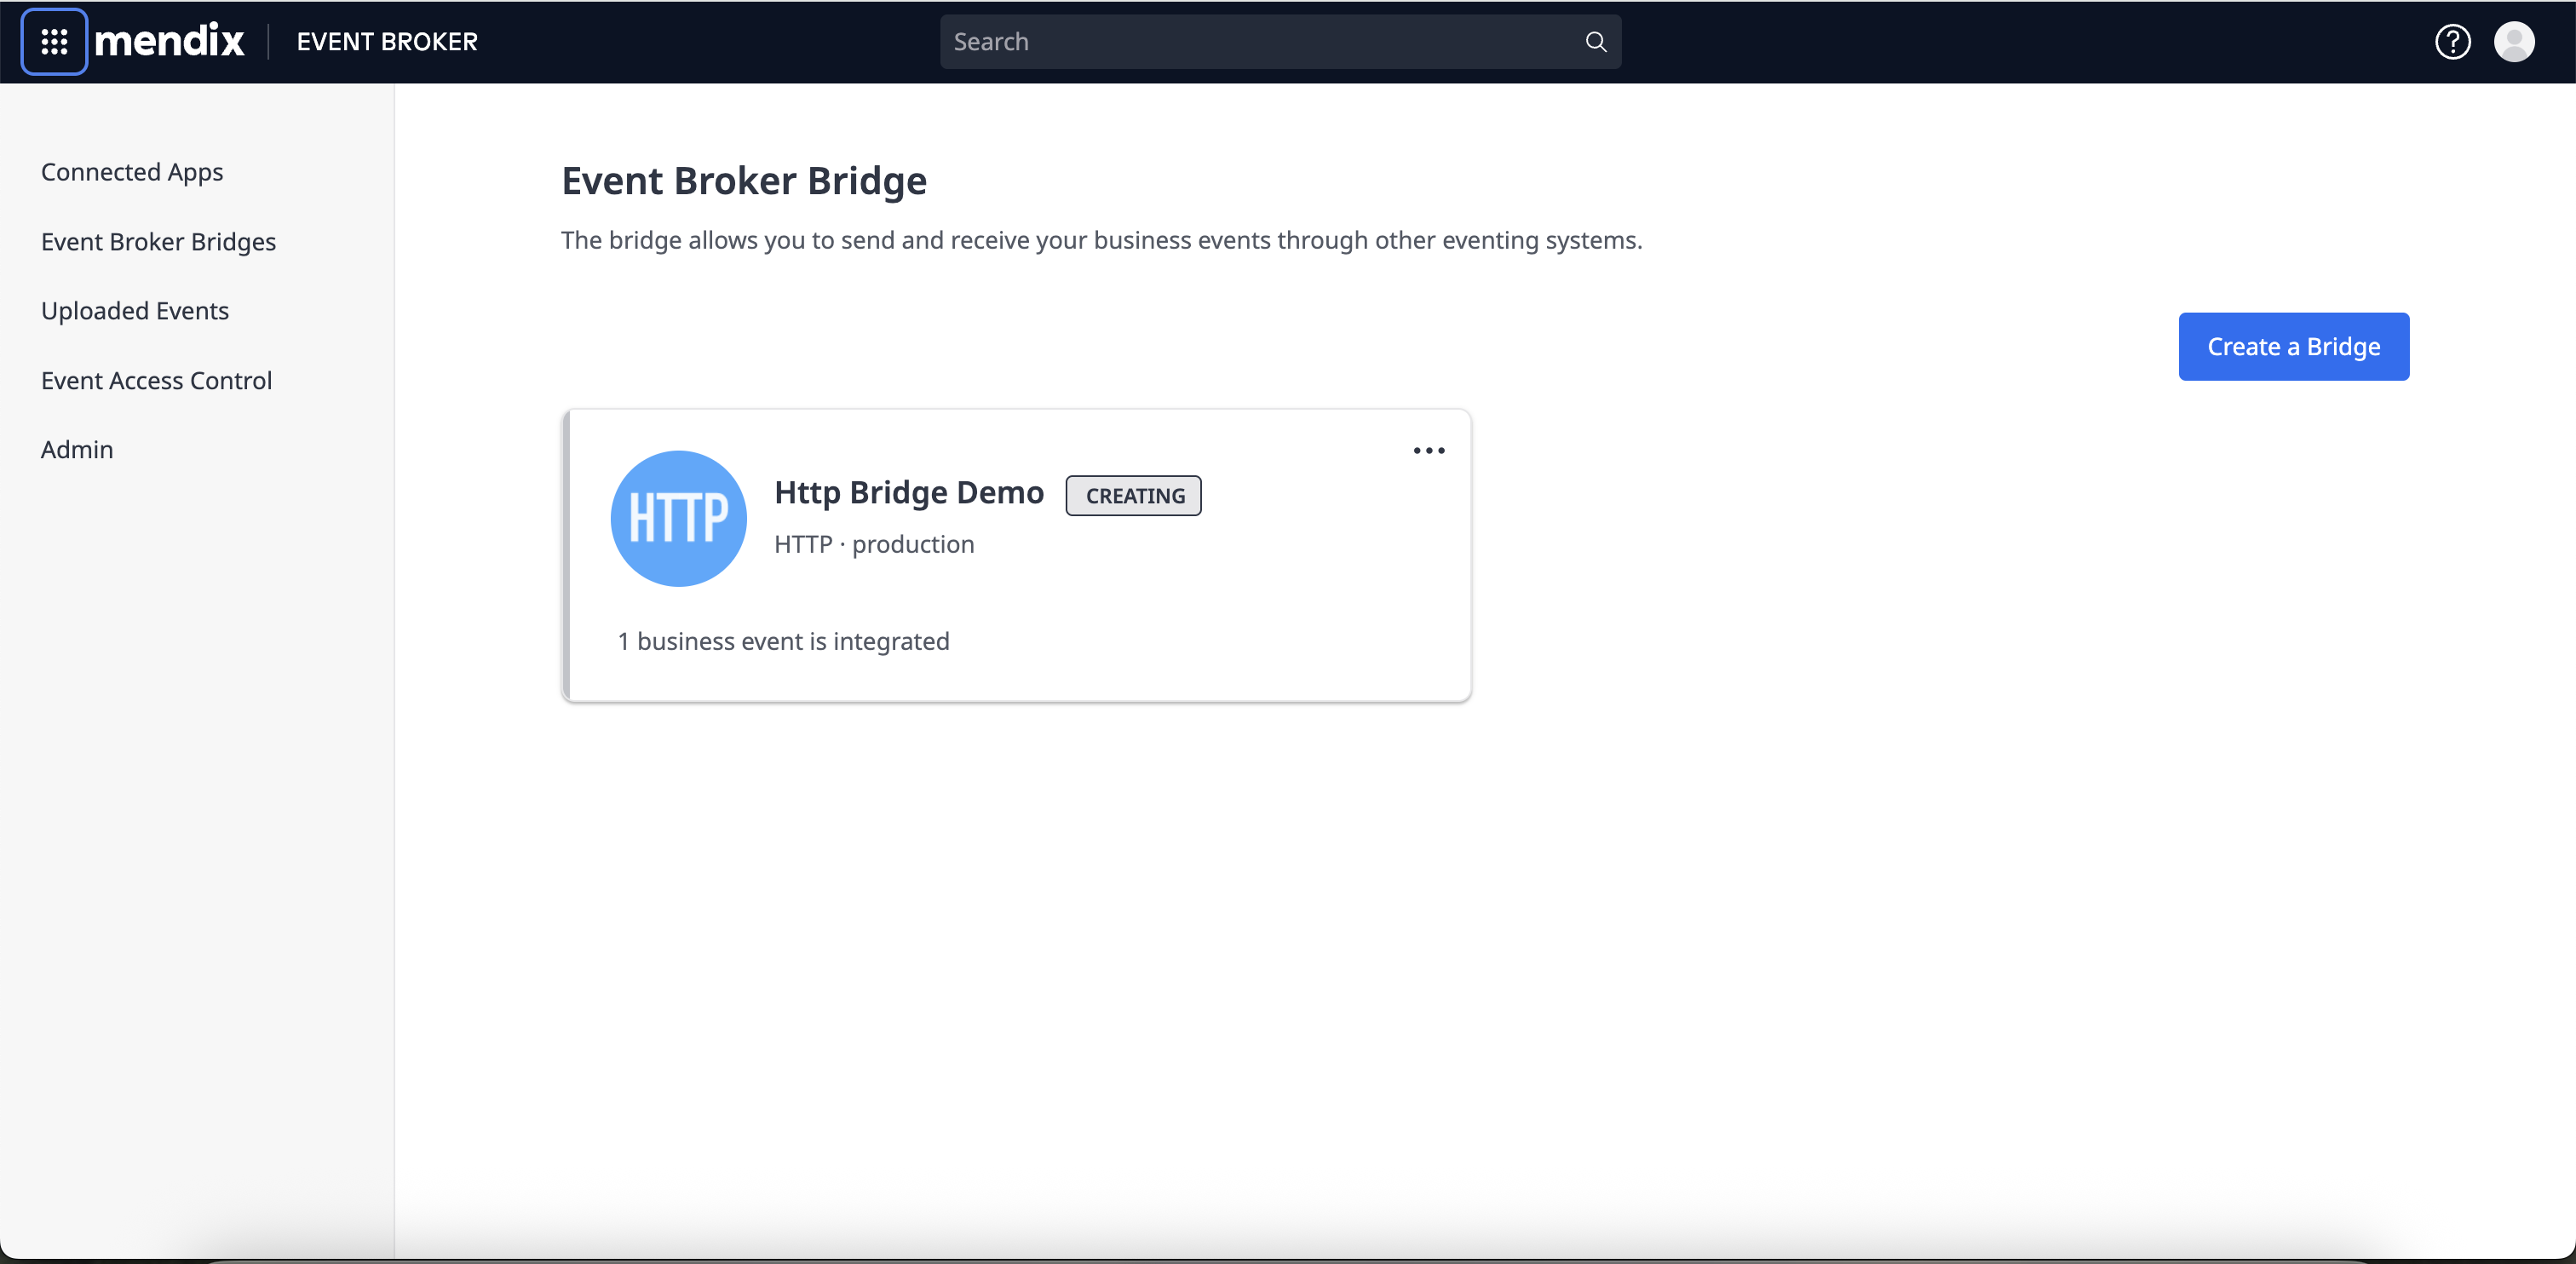 mendix EVENT BROKER
Search
Connected Apps
Event Broker Bridges
Uploaded Events
Event Access Control
Admin
Event Broker Bridge
The bridge allows you to send and receive your business events through other eventing systems.
Create a Bridge
HTTP
Http Bridge Demo CREATING
HTTP · production
1 business event is integrated